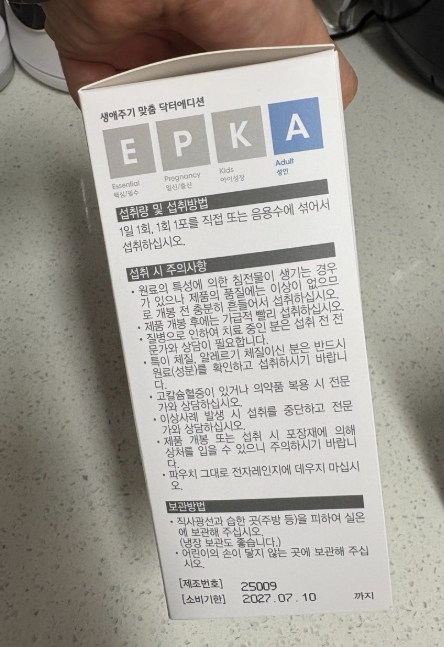 생애주기 맞춤 닥터에디션
E P K A
Essential Pregnancy Kids Adult
임신/출산 아이성장 성인
섭취량 및 섭취방법
1일 1회, 1회 1포를 직접 또는 음용수에 섞어서
섭취하십시오.
섭취 시 주의사항
• 원료의 특성에 의한 침전물이 생기는 경우
가 있으나 제품의 품질에는 이상이 없으므
로 개봉 전 충분히 흔들어서 섭취하십시오.
• 제품 개봉 후에는 가급적 빨리 섭취하십시오.
• 질병으로 인하여 치료 중인 분은 섭취 전 전
문가와 상담이 필요합니다.
• 특이 체질, 알레르기 체질이신 분은 반드시
원료(성분)를 확인하고 섭취하시기 바랍니
다.
• 고칼슘혈증이 있거나 의약품 복용 시 전문
가와 상담하십시오.
• 이상사례 발생 시 섭취를 중단하고 전문
가와 상담하십시오.
• 제품 개봉 또는 섭취 시 포장재에 의해
상처를 입을 수 있으니 주의하시기 바랍니
다.
• 파우치 그대로 전자레인지에 데우지 마십시
오.
보관방법
• 직사광선과 습한 곳(주방 등)을 피하여 실온
에 보관해 주십시오.
(냉장 보관도 좋습니다.)
• 어린이의 손이 닿지 않는 곳에 보관해 주십
시오.
[제조번호] 25009
[소비기한] 2027.07.10 까지